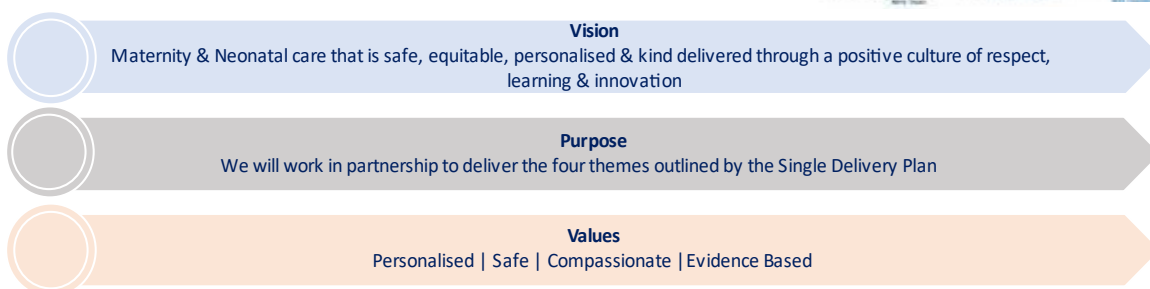 Vision
Maternity & Neonatal care that is safe, equitable, personalised & kind delivered through a positive culture of respect,
learning & innovation
Purpose
We will work in partnership to deliver the four themes outlined by the Single Delivery Plan
Values
Personalised | Safe | Compassionate |Evidence Based